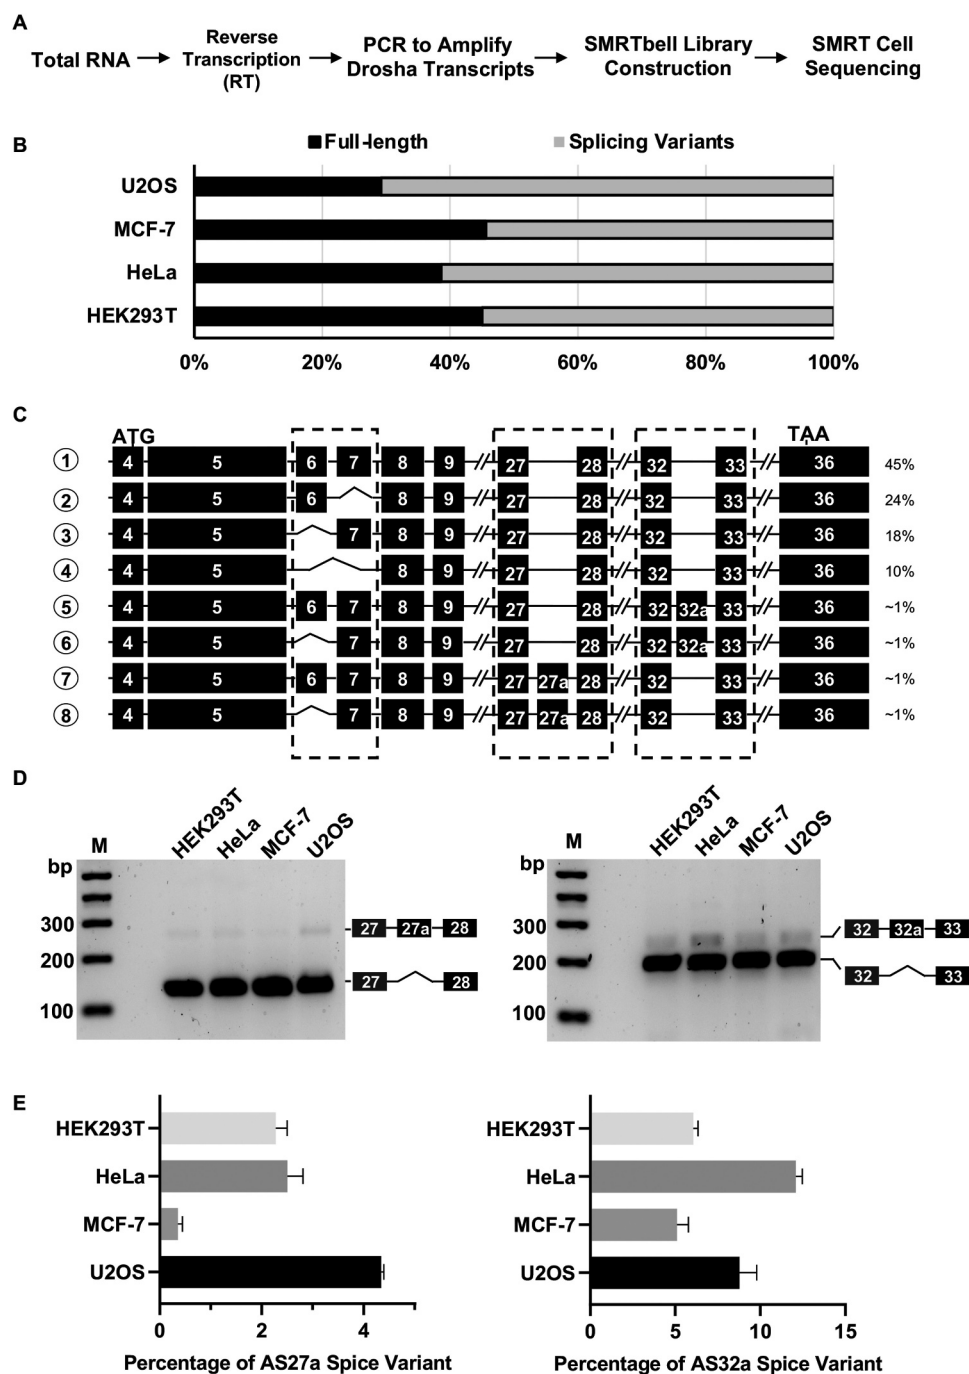 A
Total RNA
Reverse
Transcription
(RT)
PCR to Amplify
Drosha Transcripts
SMRTbell Library
Construction
SMRT Cell
Sequencing
B
Full-length
Splicing Variants
U2OS
MCF-7
HeLa
HEK293T
0% 20% 40% 60% 80% 100%
C
ATG TAA
1 4 5 6 7 8 9 27 28 32 33 36 45%
2 4 5 6 8 9 27 28 32 33 36 24%
3 4 5 7 8 9 27 28 32 33 36 18%
4 4 5 8 9 27 28 32 33 36 10%
5 4 5 6 7 8 9 27 28 32 32a 33 36 ~1%
6 4 5 7 8 9 27 28 32 32a 33 36 ~1%
7 4 5 6 7 8 9 27 27a 28 32 33 36 ~1%
8 4 5 7 8 9 27 27a 28 32 33 36 ~1%
D
M HEK293T HeLa MCF-7 U2OS
bp
300
200
100
27 27a 28
27 28
M HEK293T HeLa MCF-7 U2OS
bp
300
200
100
32 32a 33
32 33
E
HEK293T
HeLa
MCF-7
U2OS
0 2 4
Percentage of AS27a Spice Variant
HEK293T
HeLa
MCF-7
U2OS
0 5 10 15
Percentage of AS32a Spice Variant